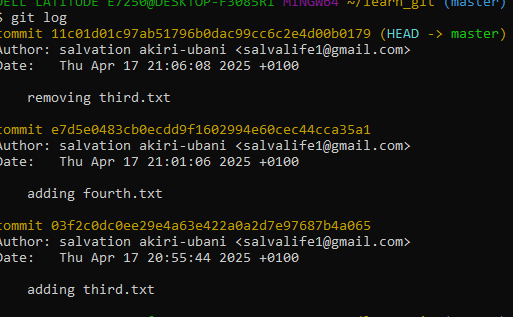 DELL LATITUDE E7250@DESKTOP-F3085R1 MINGW64 ~/learn_git (master)
$ git log
commit 11c01d01c97ab51796b0dac99cc6c2e4d00b0179 (HEAD -> master)
Author: salvation akiri-ubani <salvalife1@gmail.com>
Date:   Thu Apr 17 21:06:08 2025 +0100
removing third.txt
commit e7d5e0483cb0ecdd9f1602994e60cec44cca35a1
Author: salvation akiri-ubani <salvalife1@gmail.com>
Date:   Thu Apr 17 21:01:06 2025 +0100
adding fourth.txt
commit 03f2c0dc0ee29e4a63e422a0a2d7e97687b4a065
Author: salvation akiri-ubani <salvalife1@gmail.com>
Date:   Thu Apr 17 20:55:44 2025 +0100
adding third.txt